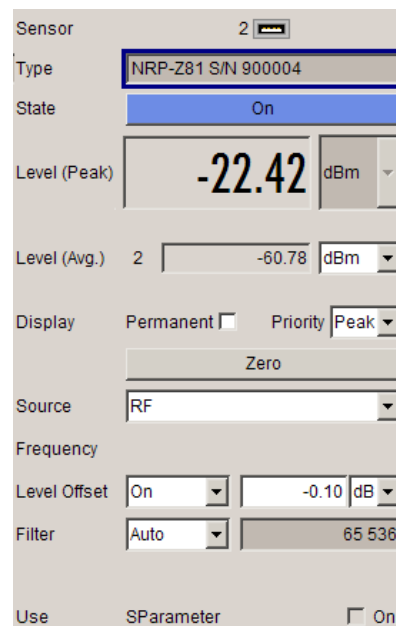 Sensor 2
Type NRP-Z81 S/N 900004
State On
Level (Peak) -22.42 dBm
Level (Avg.) 2 -60.78 dBm
Display Permanent Priority Peak
Zero
Source RF
Frequency
Level Offset On -0.10 dB
Filter Auto 65 536
Use SParameter On